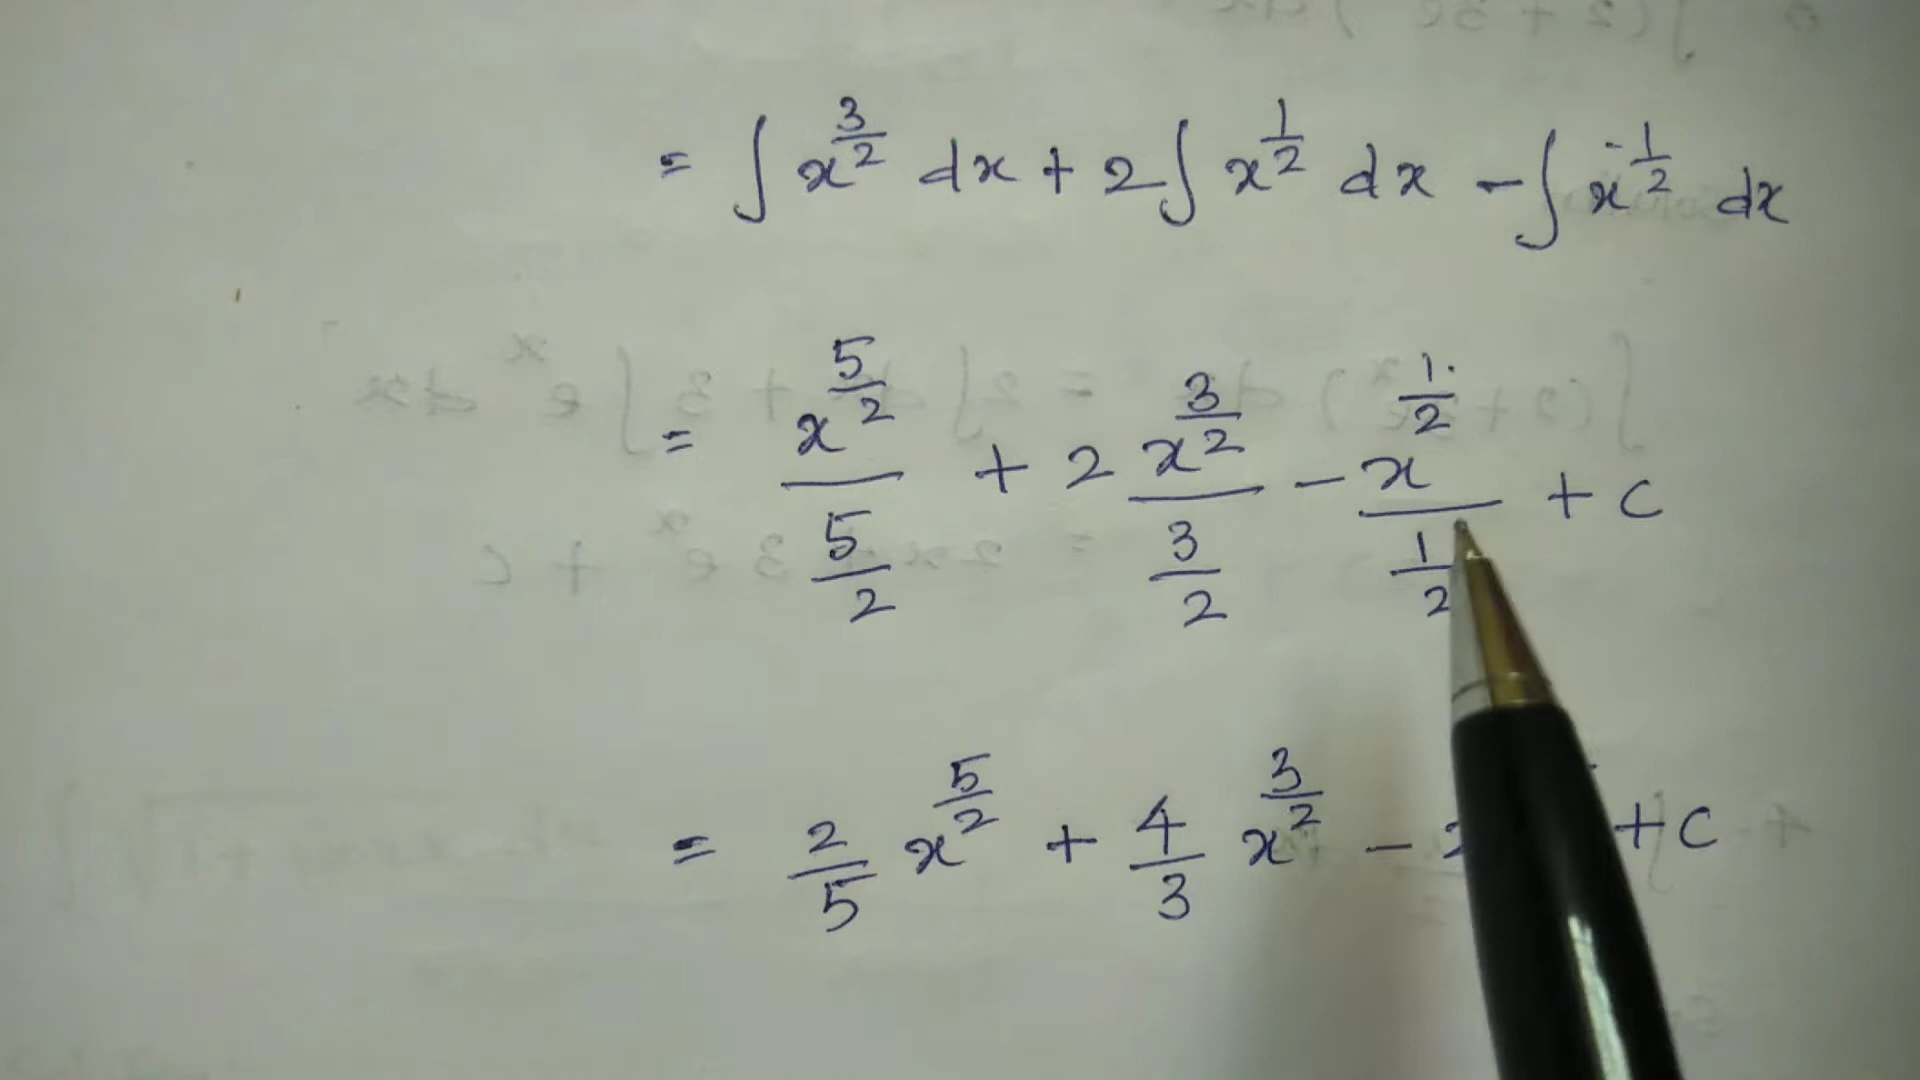 = ∫ x^(3/2) dx + 2∫ x^(1/2) dx - ∫ x^(-1/2) dx
= x^(5/2) / (5/2) + 2 x^(3/2) / (3/2) - x^(1/2) / (1/2) + c
= 2/5 x^(5/2) + 4/3 x^(3/2) - + c